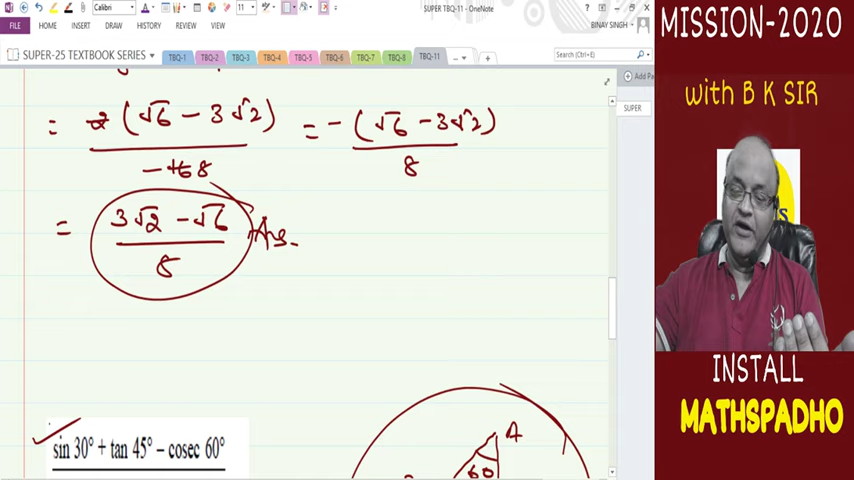 SUPER TBQ-11 - OneNote
FILE HOME INSERT DRAW HISTORY REVIEW VIEW
Calibri 11
BINAY SINGH
SUPER-25 TEXTBOOK SERIES
TBQ-1 TBQ-2 TBQ-3 TBQ-4 TBQ-5 TBQ-6 TBQ-7 TBQ-8 TBQ-11
Search (Ctrl+E)
Add Pa
SUPER
= 2 (√6 - 3√2) / -16 8 = - (√6 - 3√2) / 8
= 3√2 - √6 / 8 Ans.
sin 30° + tan 45° – cosec 60°
A
60
MISSION-2020
with B K SIR
S
INSTALL
MATHSPADHO